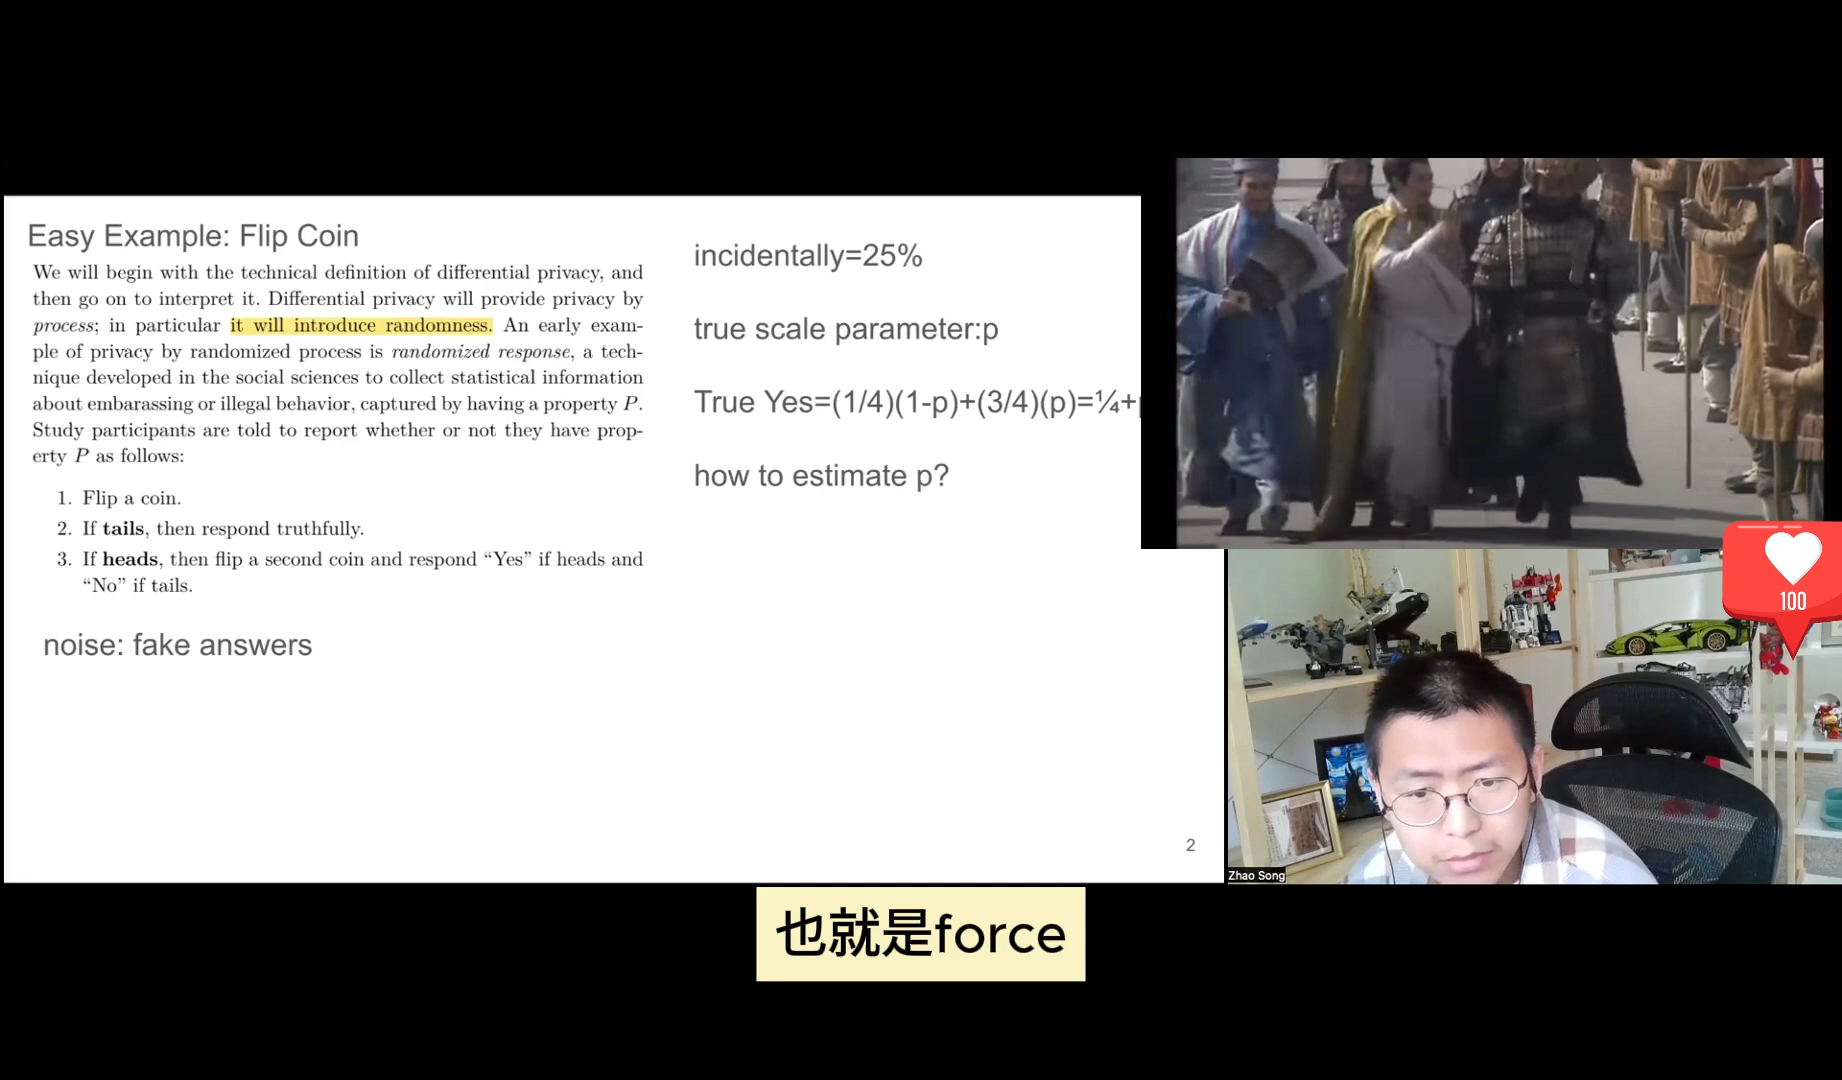 Easy Example: Flip Coin
We will begin with the technical definition of differential privacy, and
then go on to interpret it. Differential privacy will provide privacy by
process; in particular it will introduce randomness. An early exam-
ple of privacy by randomized process is randomized response, a tech-
nique developed in the social sciences to collect statistical information
about embarassing or illegal behavior, captured by having a property P.
Study participants are told to report whether or not they have prop-
erty P as follows:
1. Flip a coin.
2. If tails, then respond truthfully.
3. If heads, then flip a second coin and respond “Yes” if heads and
“No” if tails.
noise: fake answers
incidentally=25%
true scale parameter:p
True Yes=(1/4)(1-p)+(3/4)(p)=¼+
how to estimate p?
2
100
Zhao Song
也就是force